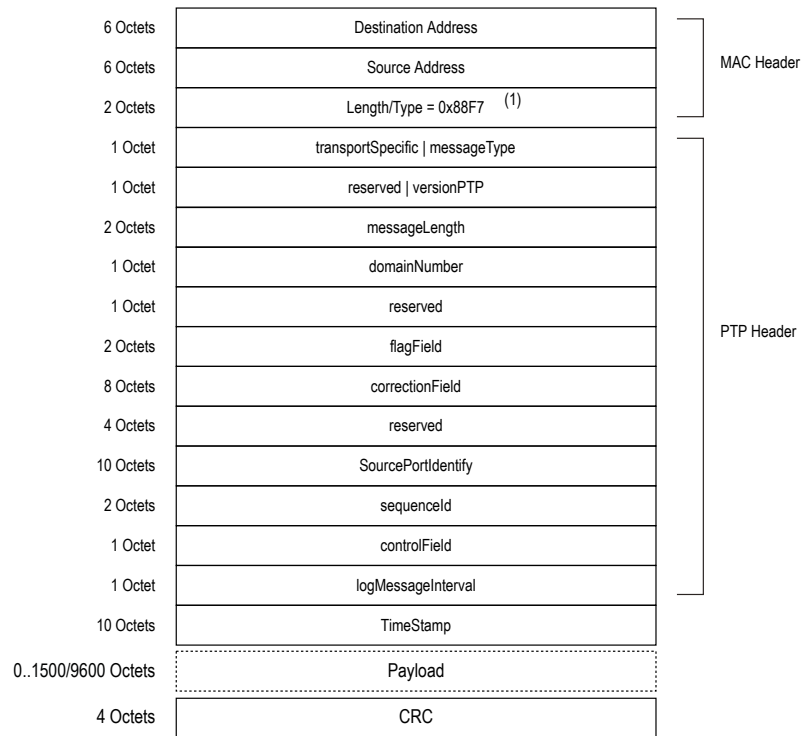 6 Octets Destination Address
6 Octets Source Address MAC Header
2 Octets Length/Type = 0x88F7 (1)
1 Octet transportSpecific | messageType
1 Octet reserved | versionPTP
2 Octets messageLength
1 Octet domainNumber
1 Octet reserved
2 Octets flagField PTP Header
8 Octets correctionField
4 Octets reserved
10 Octets SourcePortIdentify
2 Octets sequenceId
1 Octet controlField
1 Octet logMessageInterval
10 Octets TimeStamp
0..1500/9600 Octets Payload
4 Octets CRC